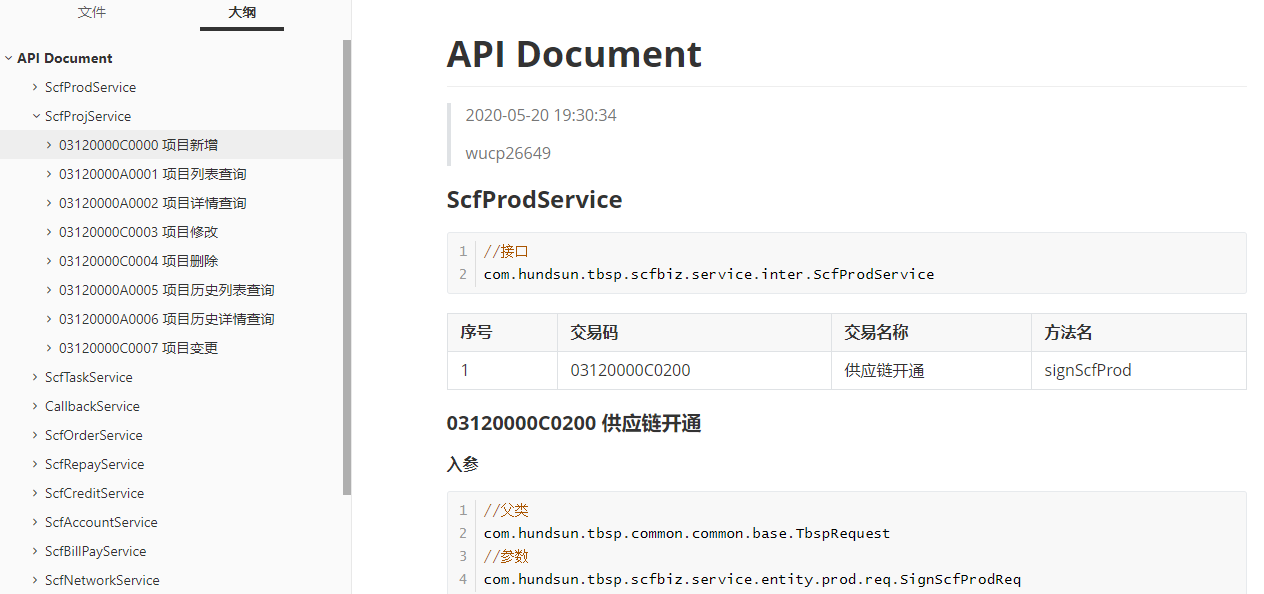 文件
大纲
API Document
ScfProdService
ScfProjService
03120000C0000 项目新增
03120000A0001 项目列表查询
03120000A0002 项目详情查询
03120000C0003 项目修改
03120000C0004 项目删除
03120000A0005 项目历史列表查询
03120000A0006 项目历史详情查询
03120000C0007 项目变更
ScfTaskService
CallbackService
ScfOrderService
ScfRepayService
ScfCreditService
ScfAccountService
ScfBillPayService
ScfNetworkService
API Document
2020-05-20 19:30:34
wucp26649
ScfProdService
1 //接口
2 com.hundsun.tbsp.scfbiz.service.inter.ScfProdService
序号 交易码 交易名称 方法名
1 03120000C0200 供应链开通 signScfProd
03120000C0200 供应链开通
入参
1 //父类
2 com.hundsun.tbsp.common.common.base.TbspRequest
3 //参数
4 com.hundsun.tbsp.scfbiz.service.entity.prod.req.SignScfProdReq